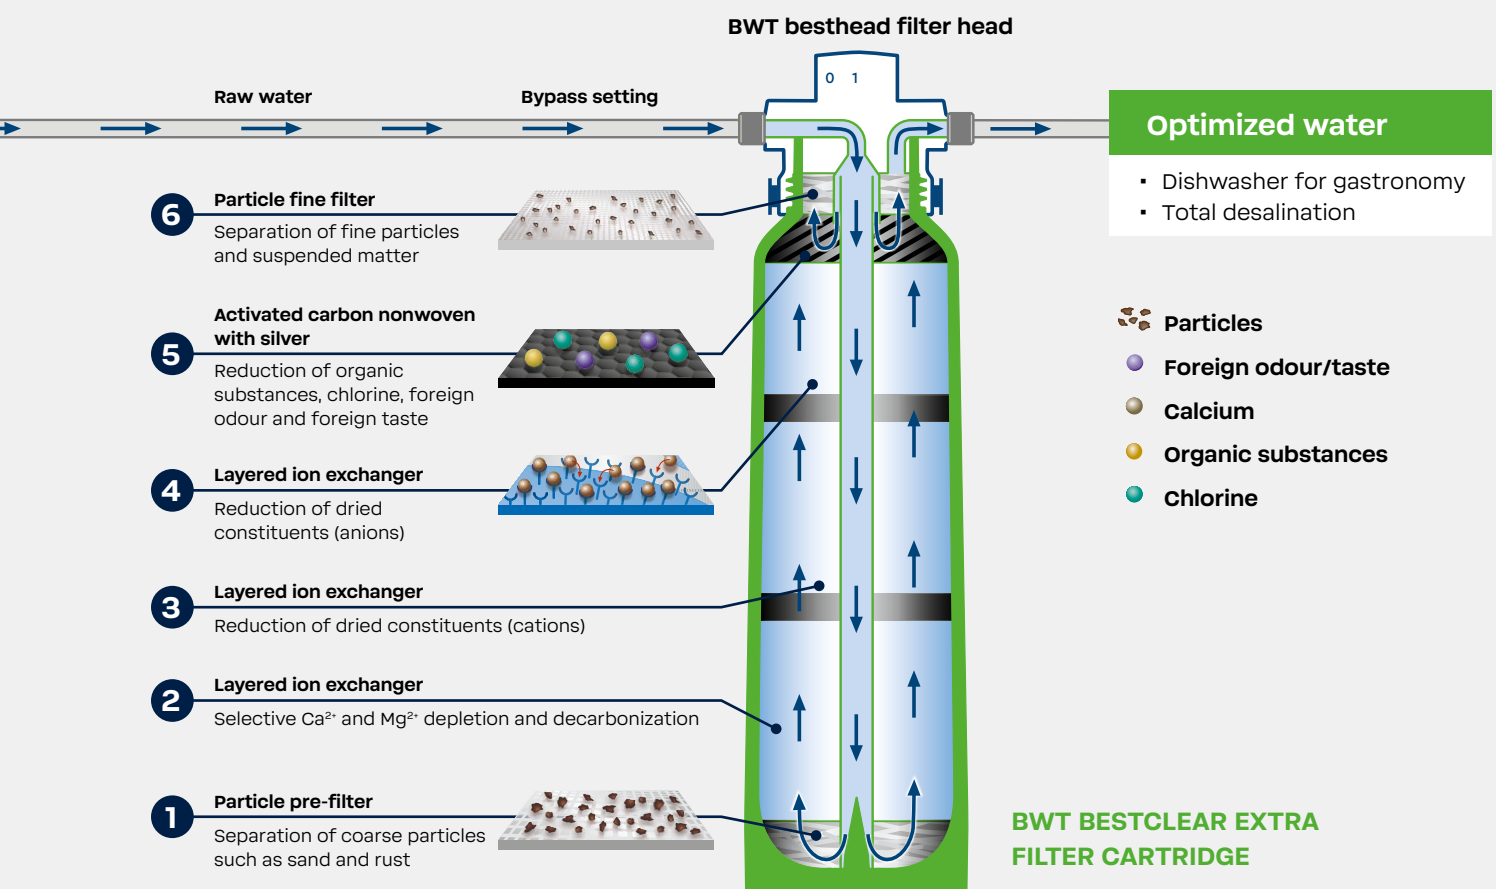 BWT besthead filter head
0 1
Raw water
Bypass setting
Optimized water
· Dishwasher for gastronomy
· Total desalination
6
Particle fine filter
Separation of fine particles
and suspended matter
5
Activated carbon nonwoven
with silver
Reduction of organic
substances, chlorine, foreign
odour and foreign taste
4
Layered ion exchanger
Reduction of dried
constituents (anions)
3
Layered ion exchanger
Reduction of dried constituents (cations)
2
Layered ion exchanger
Selective Ca²⁺ and Mg²⁺ depletion and decarbonization
1
Particle pre-filter
Separation of coarse particles
such as sand and rust
Particles
Foreign odour/taste
Calcium
Organic substances
Chlorine
BWT BESTCLEAR EXTRA
FILTER CARTRIDGE